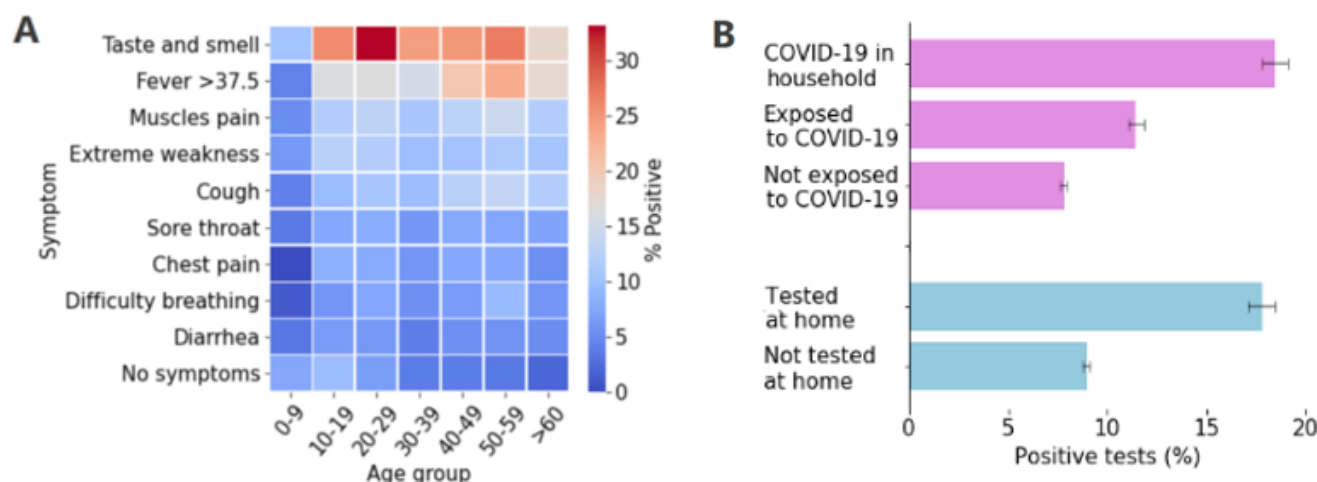 A
Symptom
Taste and smell
Fever >37.5
Muscles pain
Extreme weakness
Cough
Sore throat
Chest pain
Difficulty breathing
Diarrhea
No symptoms
0-9
10-19
20-29
30-39
40-49
50-59
>60
Age group
30
25
20
15
10
5
0
% Positive
B
COVID-19 in
household
Exposed
to COVID-19
Not exposed
to COVID-19
Tested
at home
Not tested
at home
0 5 10 15 20
Positive tests (%)